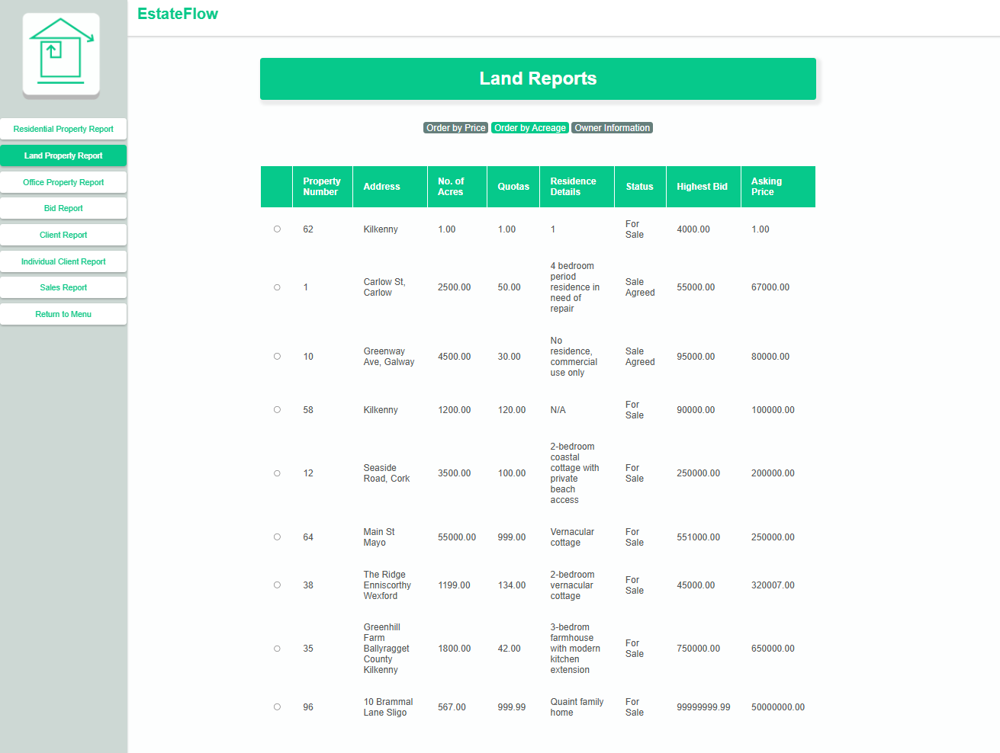 EstateFlow
Residential Property Report
Land Property Report
Office Property Report
Bid Report
Client Report
Individual Client Report
Sales Report
Return to Menu
Land Reports
Order by Price Order by Acreage Owner Information
Property Number Address No. of Acres Quotas Residence Details Status Highest Bid Asking Price
62 Kilkenny 1.00 1.00 1 For Sale 4000.00 1.00
1 Carlow St, Carlow 2500.00 50.00 4 bedroom period residence in need of repair Sale Agreed 55000.00 67000.00
10 Greenway Ave, Galway 4500.00 30.00 No residence, commercial use only Sale Agreed 95000.00 80000.00
58 Kilkenny 1200.00 120.00 N/A For Sale 90000.00 100000.00
12 Seaside Road, Cork 3500.00 100.00 2-bedroom coastal cottage with private beach access For Sale 250000.00 200000.00
64 Main St Mayo 55000.00 999.00 Vernacular cottage For Sale 551000.00 250000.00
38 The Ridge Enniscorthy Wexford 1199.00 134.00 2-bedroom vernacular cottage For Sale 45000.00 320007.00
35 Greenhill Farm Ballyragget County Kilkenny 1800.00 42.00 3-bedrom farmhouse with modern kitchen extension For Sale 750000.00 650000.00
96 10 Brammal Lane Sligo 567.00 999.99 Quaint family home For Sale 99999999.99 50000000.00